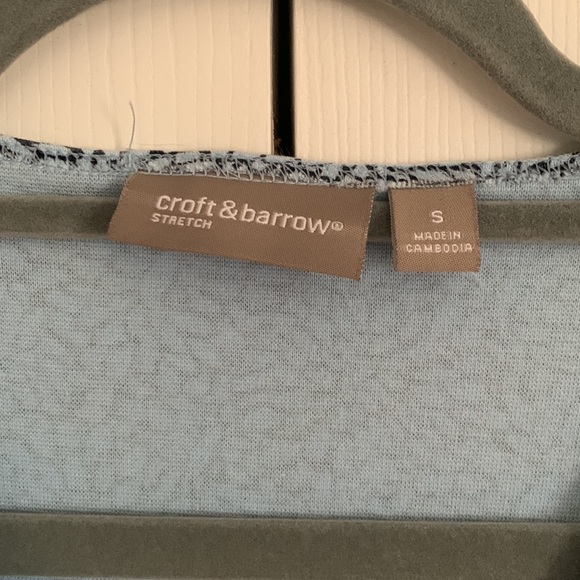 croft&barrow®
STRETCH
S
MADE IN
CAMBODIA